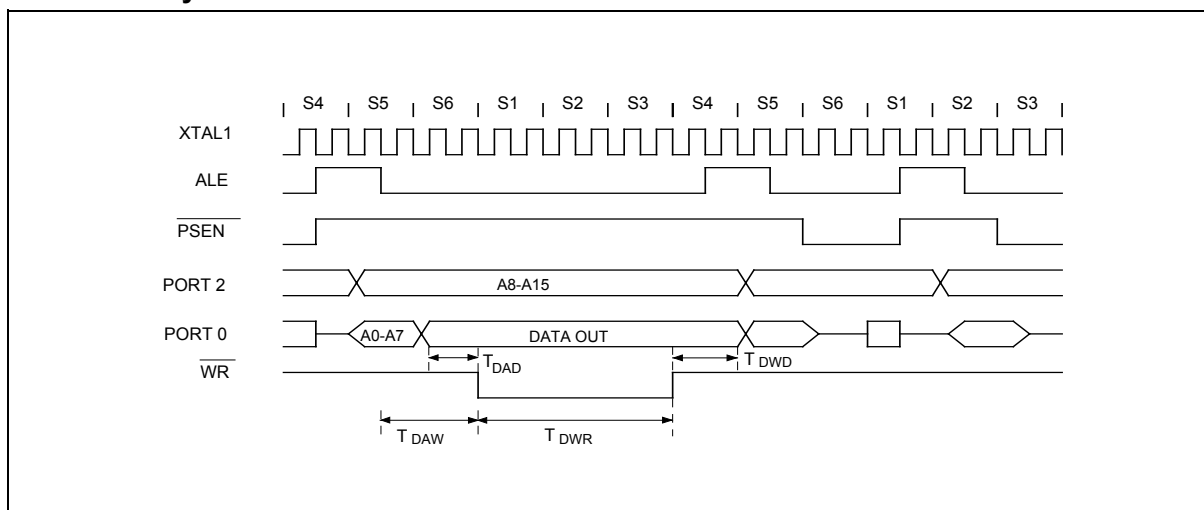 S4 S5 S6 S1 S2 S3 S4 S5 S6 S1 S2 S3
XTAL1
ALE
PSEN
PORT 2 A8-A15
PORT 0 A0-A7 DATA OUT
TDAD T DWD
WR
T DAW T DWR